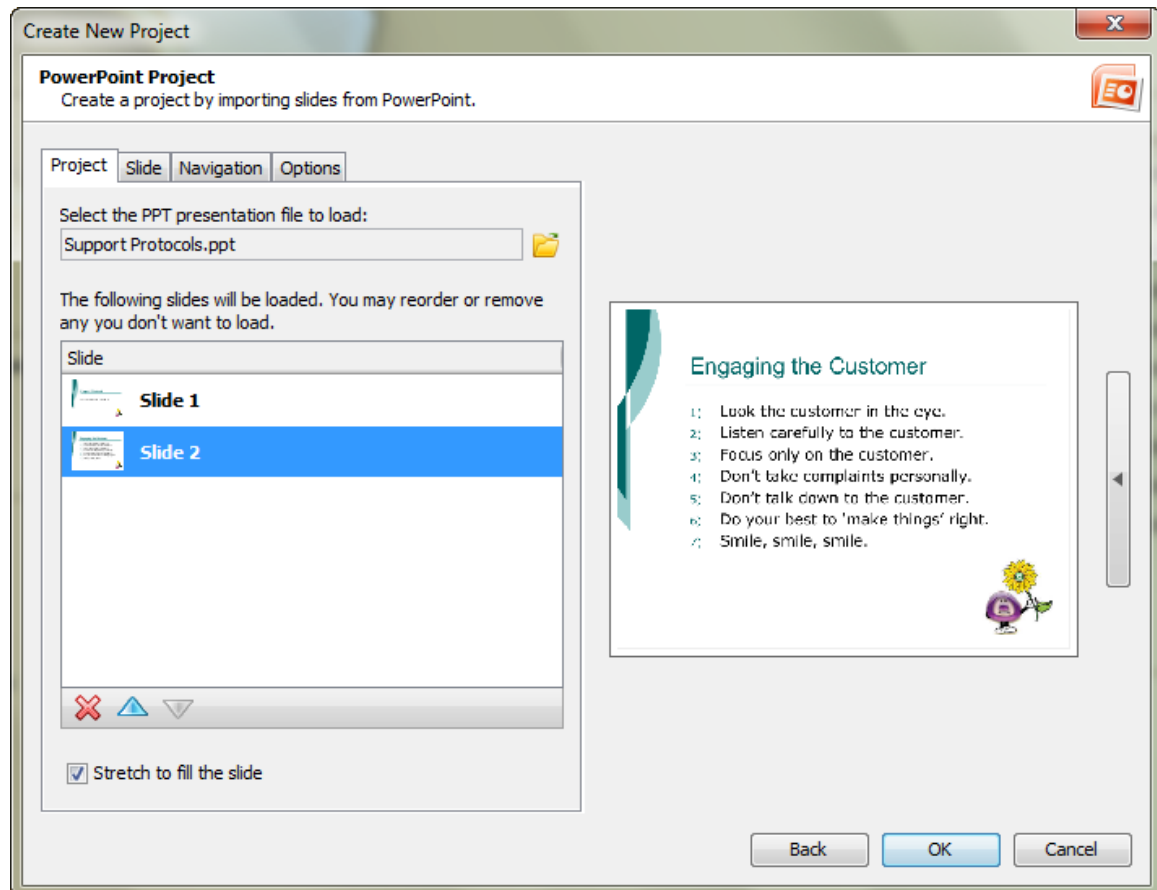 Create New Project
PowerPoint Project
Create a project by importing slides from PowerPoint.
Project Slide Navigation Options
Select the PPT presentation file to load:
Support Protocols.ppt
The following slides will be loaded. You may reorder or remove
any you don't want to load.
Slide
Slide 1
Slide 2
Stretch to fill the slide
Engaging the Customer
1) Look the customer in the eye.
2) Listen carefully to the customer.
3) Focus only on the customer.
4) Don't take complaints personally.
5) Don't talk down to the customer.
6) Do your best to 'make things' right.
7) Smile, smile, smile.
Back OK Cancel